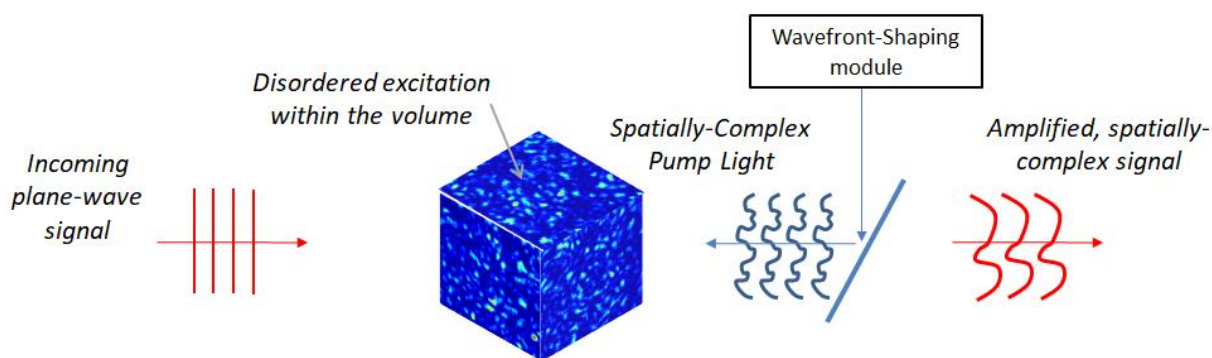 Wavefront-Shaping
module
Disordered excitation
within the volume
Spatially-Complex
Pump Light
Amplified, spatially-
complex signal
Incoming
plane-wave
signal